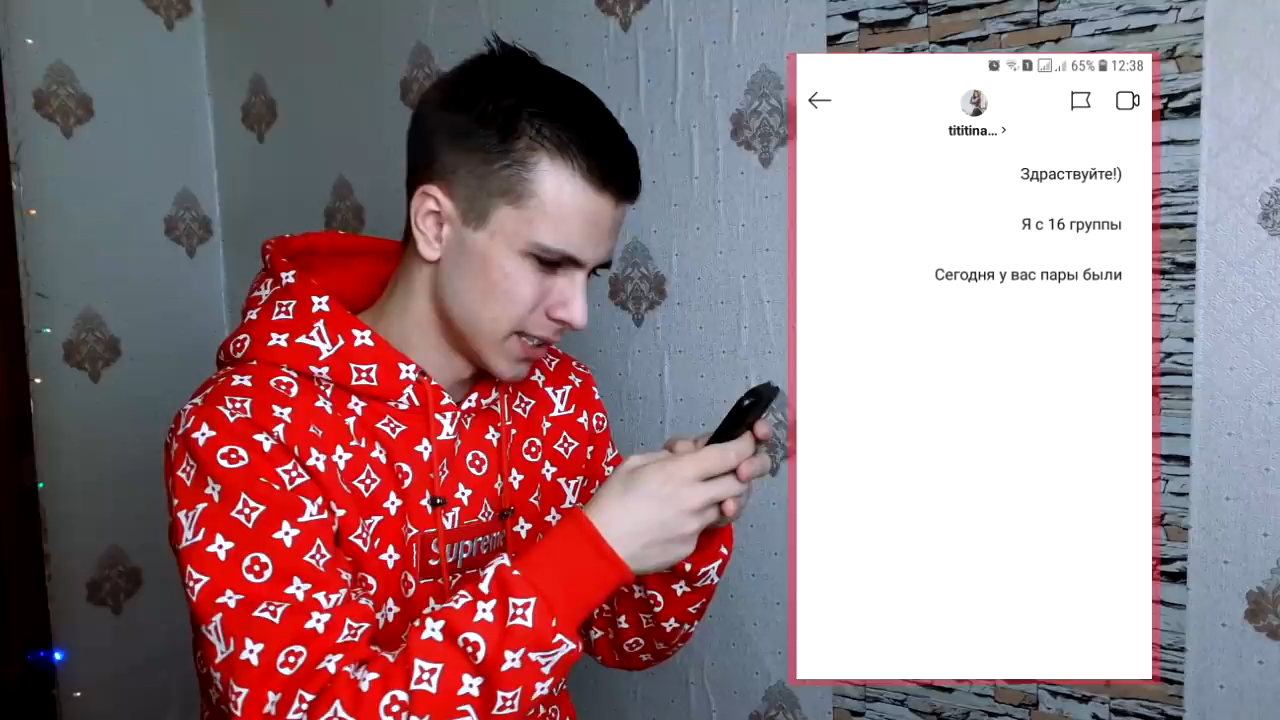 65% 12:38
tititina...
Здраствуйте!)
Я с 16 группы
Сегодня у вас пары были
Supreme